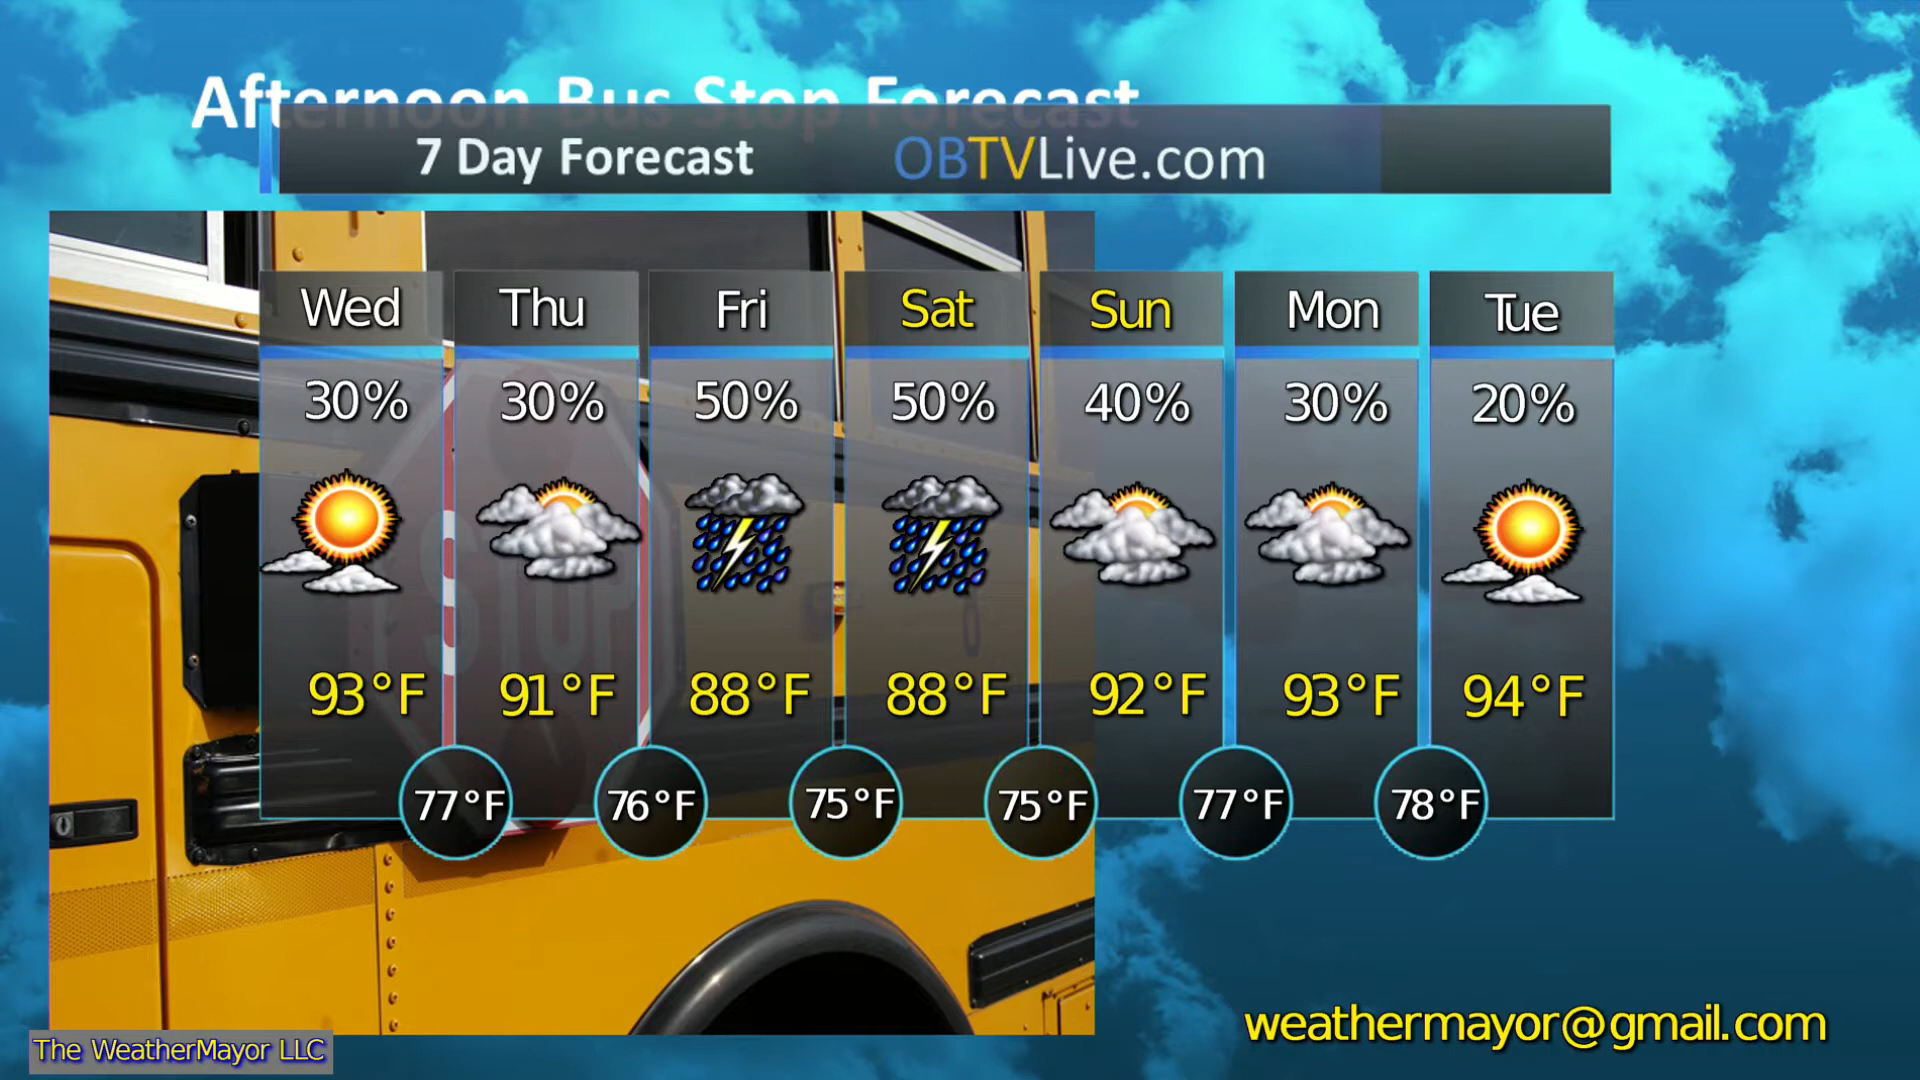 Afternoon Bus Stop Forecast
7 Day Forecast OBTVLive.com
Wed Thu Fri Sat Sun Mon Tue
30% 30% 50% 50% 40% 30% 20%
STOP
93°F 91°F 88°F 88°F 92°F 93°F 94°F
77°F 76°F 75°F 75°F 77°F 78°F
weathermayor@gmail.com
The WeatherMayor LLC